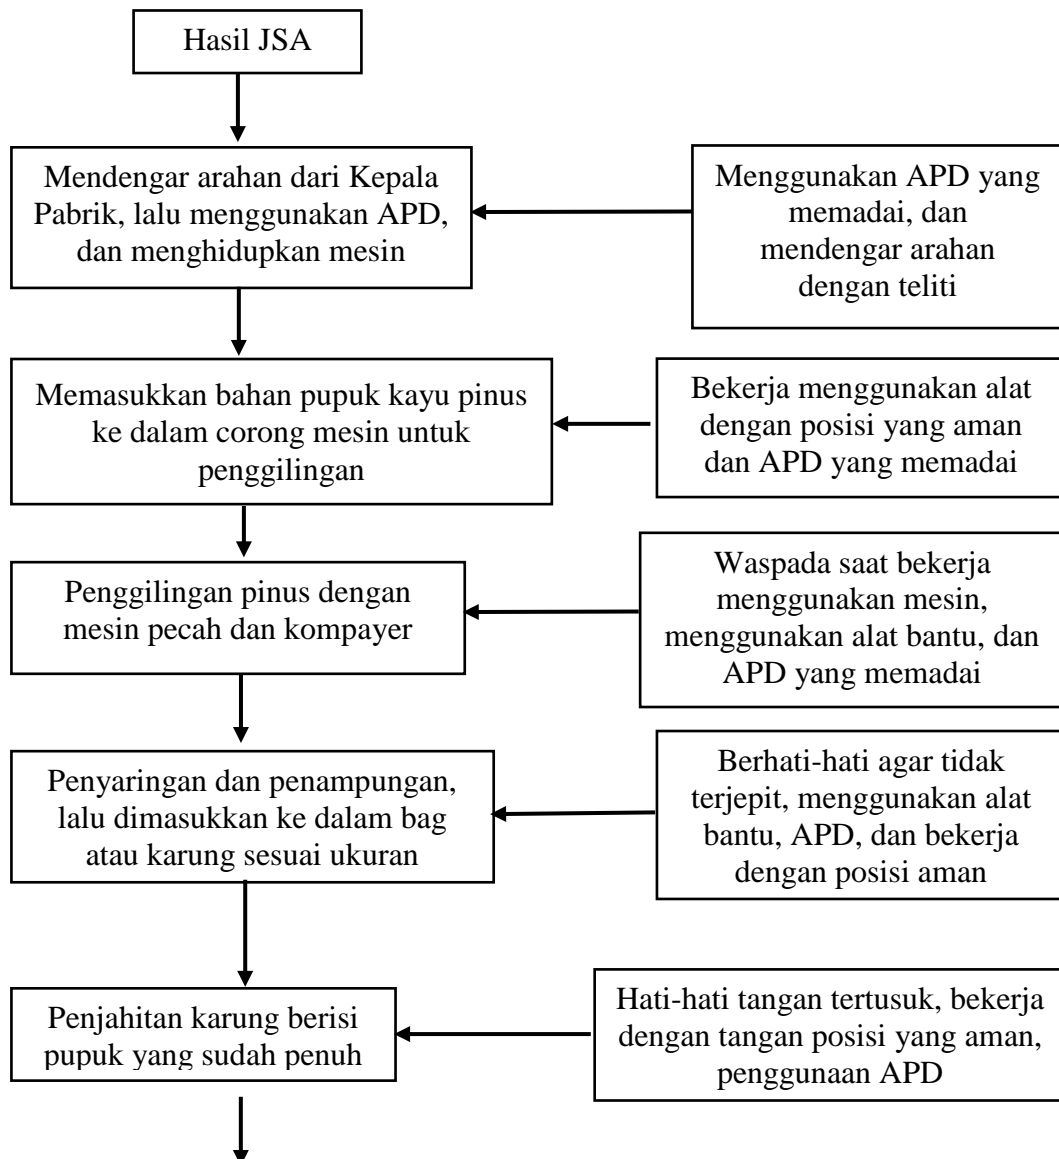 Hasil JSA
Mendengar arahan dari Kepala
Pabrik, lalu menggunakan APD,
dan menghidupkan mesin
Menggunakan APD yang
memadai, dan
mendengar arahan
dengan teliti
Memasukkan bahan pupuk kayu pinus
ke dalam corong mesin untuk
penggilingan
Bekerja menggunakan alat
dengan posisi yang aman
dan APD yang memadai
Penggilingan pinus dengan
mesin pecah dan kompayer
Waspada saat bekerja
menggunakan mesin,
menggunakan alat bantu, dan
APD yang memadai
Penyaringan dan penampungan,
lalu dimasukkan ke dalam bag
atau karung sesuai ukuran
Berhati-hati agar tidak
terjepit, menggunakan alat
bantu, APD, dan bekerja
dengan posisi aman
Penjahitan karung berisi
pupuk yang sudah penuh
Hati-hati tangan tertusuk, bekerja
dengan tangan posisi yang aman,
penggunaan APD